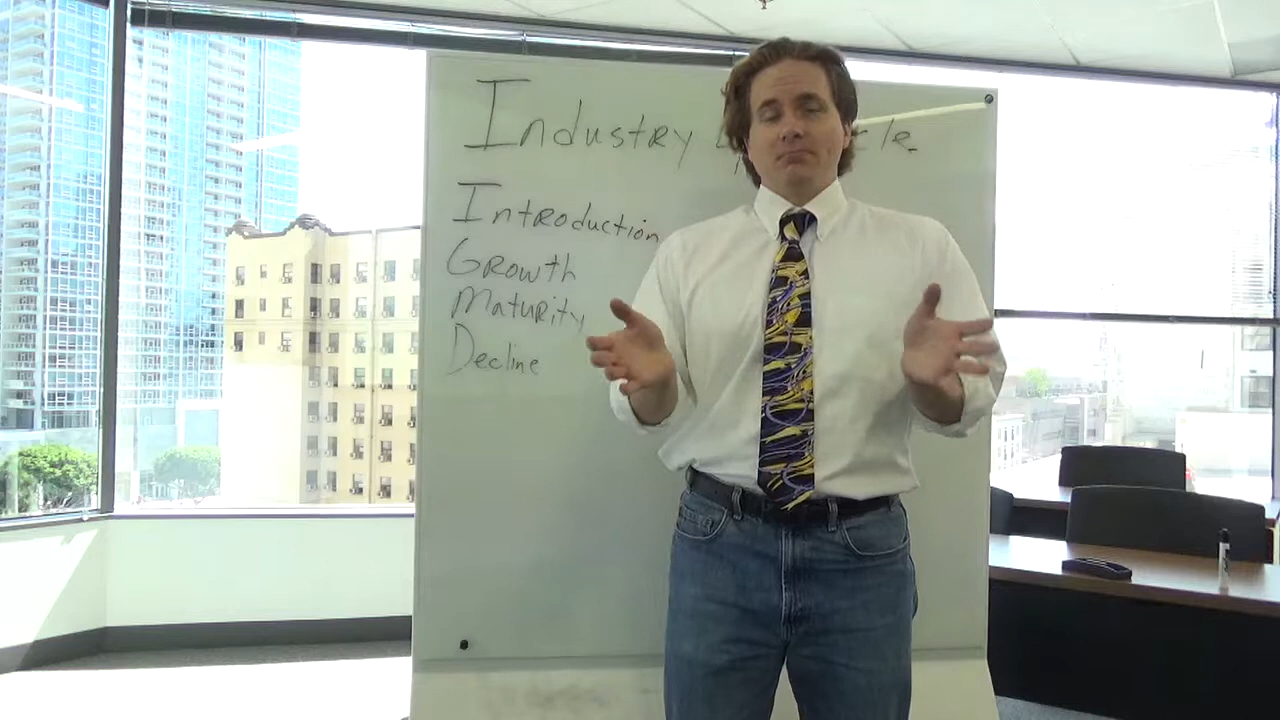 Industry
Introduction
Growth
Maturity
Decline